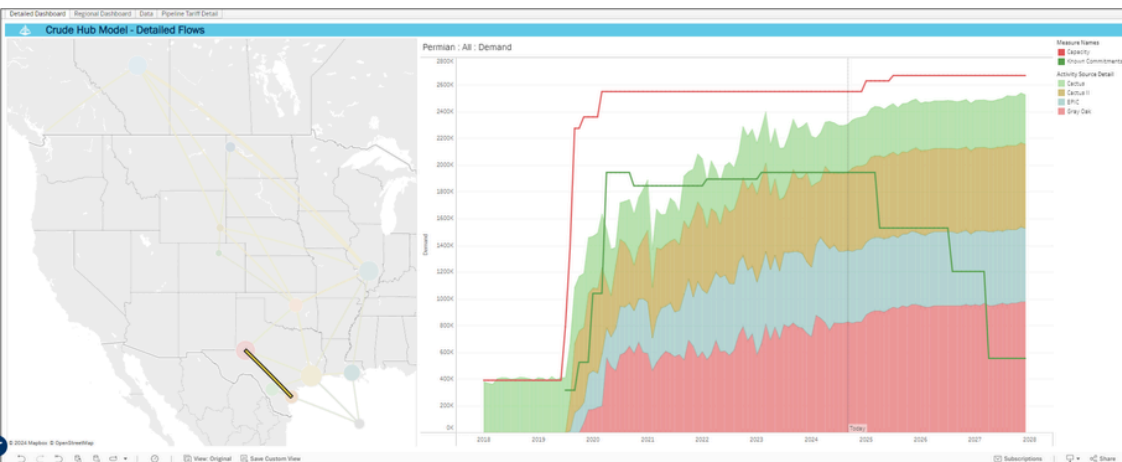 Detailed Dashboard Regional Dashboard Data Pipeline Tariff Detail
Crude Hub Model - Detailed Flows
Permian : All : Demand
Measure Names
Capacity
Known Commitments
Activity Source Detail
Cactus
Cactus II
EPIC
Gray Oak
2800K
2600K
2400K
2200K
2000K
1800K
1600K
1400K
1200K
1000K
800K
600K
400K
200K
0K
Demand
Today
2018 2019 2020 2021 2022 2023 2024 2025 2026 2027 2028
© 2024 Mapbox © OpenStreetMap
View: Original Save Custom View Subscriptions Share